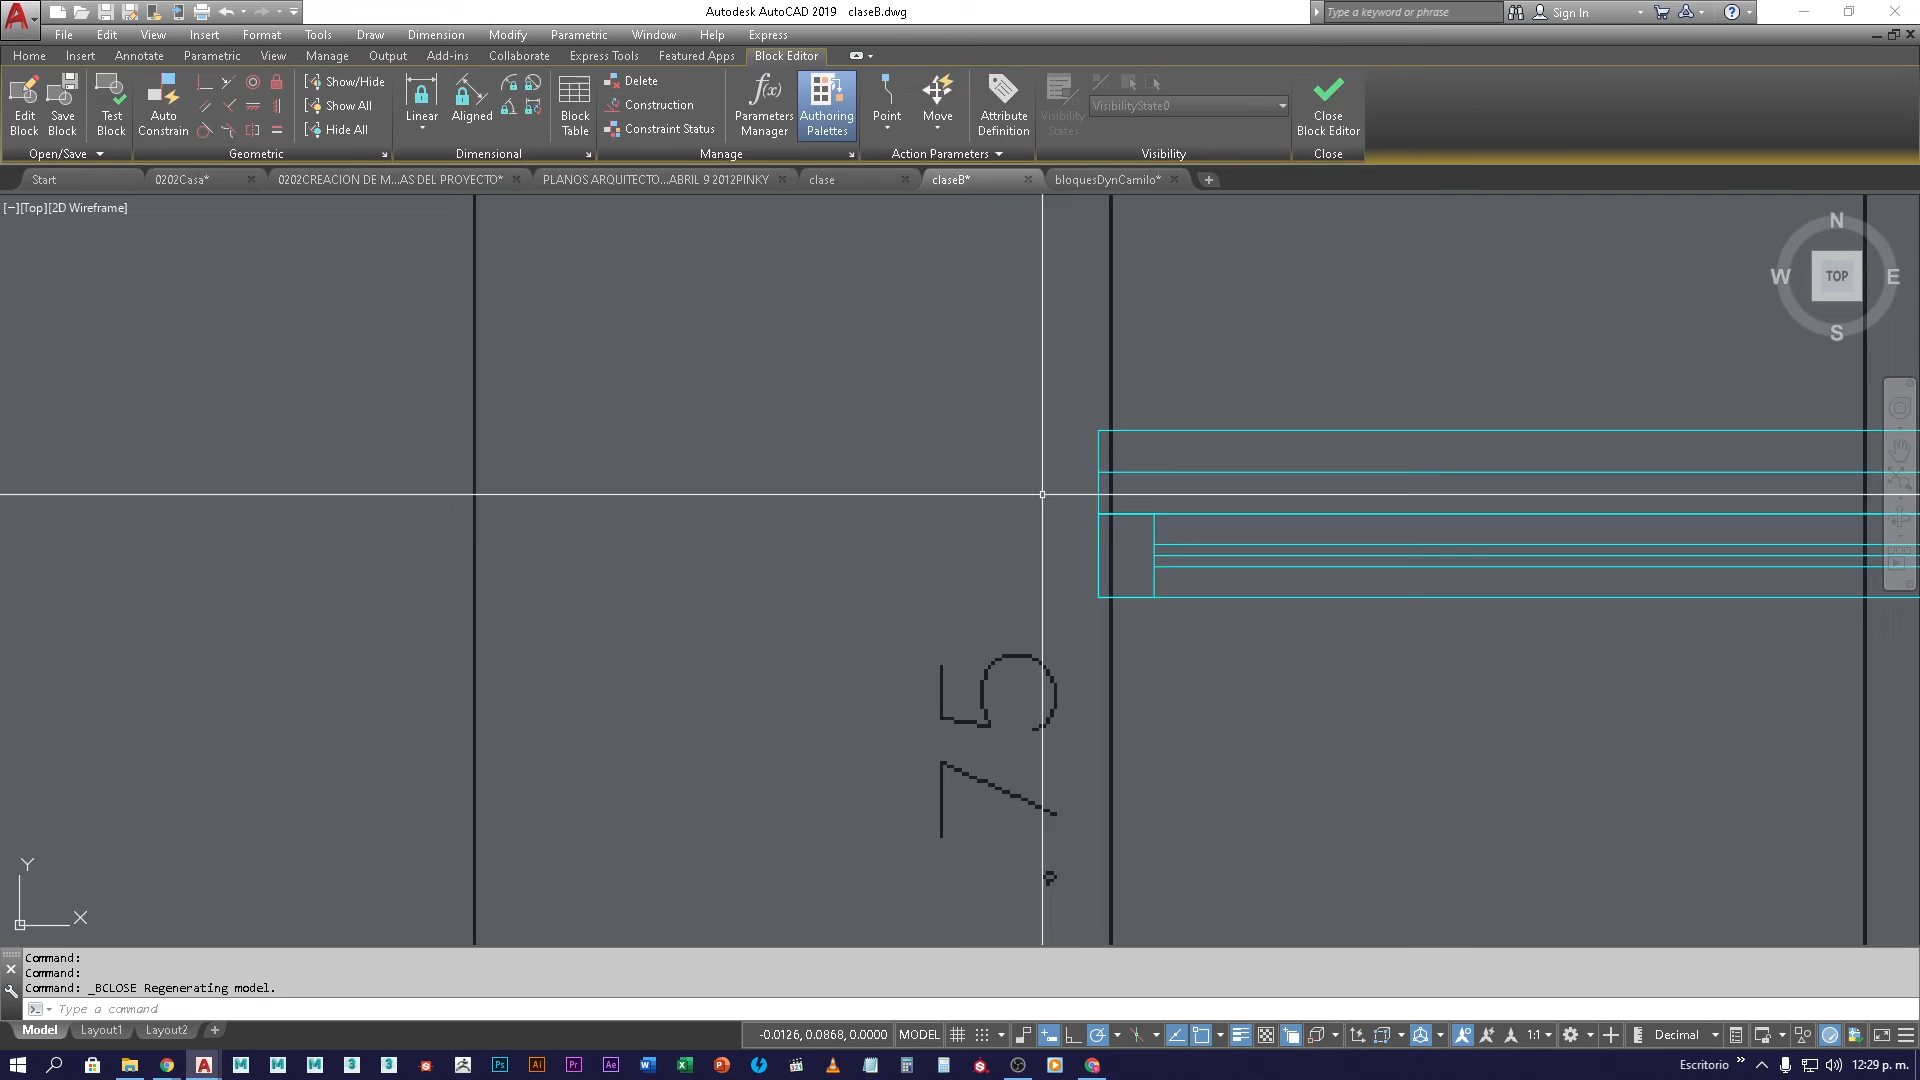 Autodesk AutoCAD 2019 claseB.dwg
Type a keyword or phrase
Sign In
File Edit View Insert Format Tools Draw Dimension Modify Parametric Window Help Express
Home Insert Annotate Parametric View Manage Output Add-ins Collaborate Express Tools Featured Apps Block Editor
Edit Block
Save Block
Test Block
Auto Constrain
Show/Hide
Show All
Hide All
Linear
Aligned
Block Table
Delete
Construction
Constraint Status
Parameters Manager
Authoring Palettes
Point
Move
Attribute Definition
Visibility States
VisibilityState0
Close Block Editor
Open/Save Geometric Dimensional Manage Action Parameters Visibility Close
Start 0202Casa* 0202CREACION DE M...AS DEL PROYECTO* PLANOS ARQUITECTO...ABRIL 9 2012PINKY clase claseB* bloquesDynCamilo*
[−][Top][2D Wireframe]
N
W TOP E
S
.75
Y
X
Command:
Command:
Command: _BCLOSE Regenerating model.
Type a command
Model Layout1 Layout2
-0.0126, 0.0868, 0.0000 MODEL 1:1 Decimal
Escritorio 12:29 p. m.